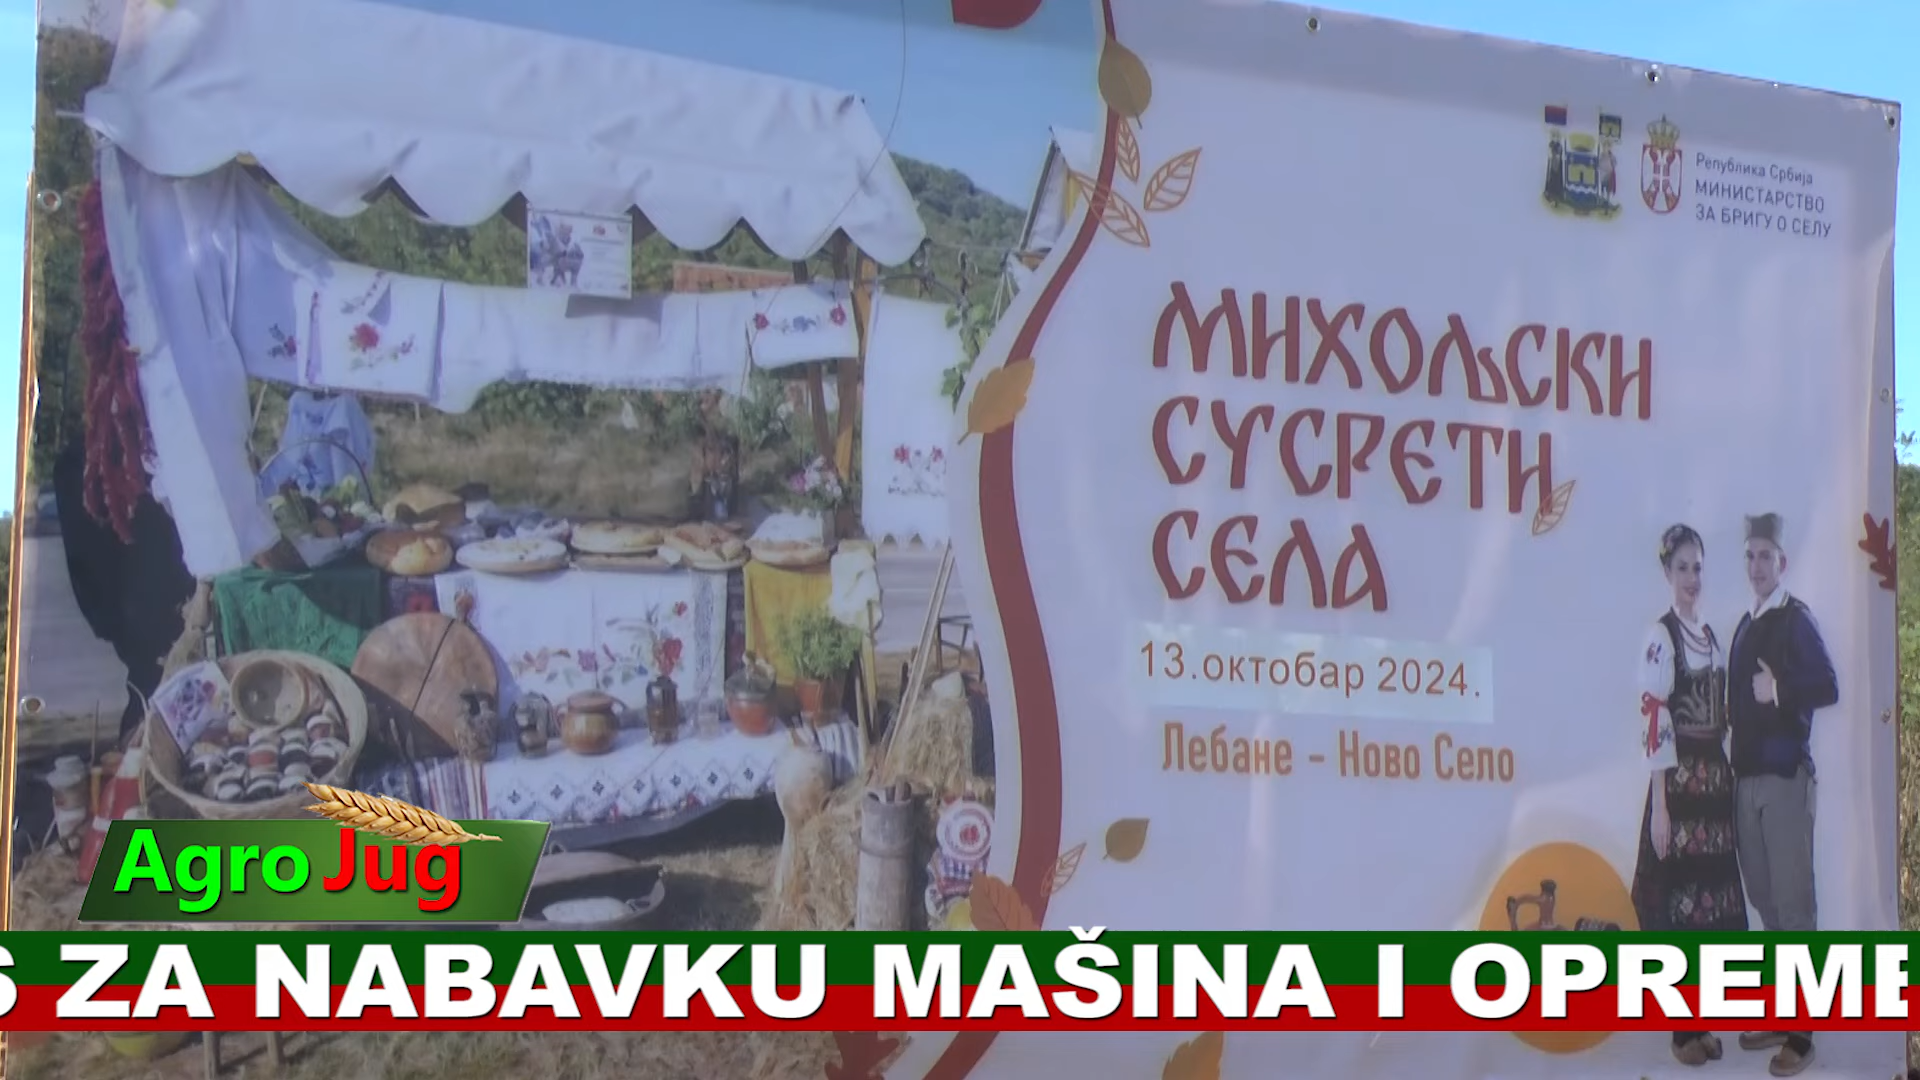 Република Србија
МИНИСТАРСТВО
ЗА БРИГУ О СЕЛУ
МИХОЉСКИ
СУСРЕТИ
СЕЛА
13.октобар 2024.
Лебане - Ново Село
Agro Jug
S ZA NABAVKU MAŠINA I OPREME